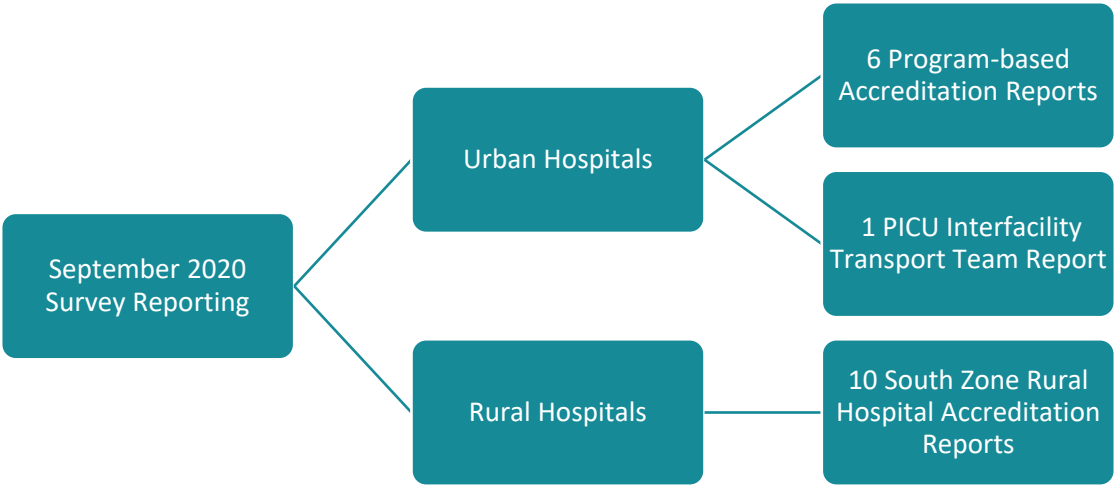 September 2020
Survey Reporting
Urban Hospitals
6 Program-based
Accreditation Reports
1 PICU Interfacility
Transport Team Report
Rural Hospitals
10 South Zone Rural
Hospital Accreditation
Reports